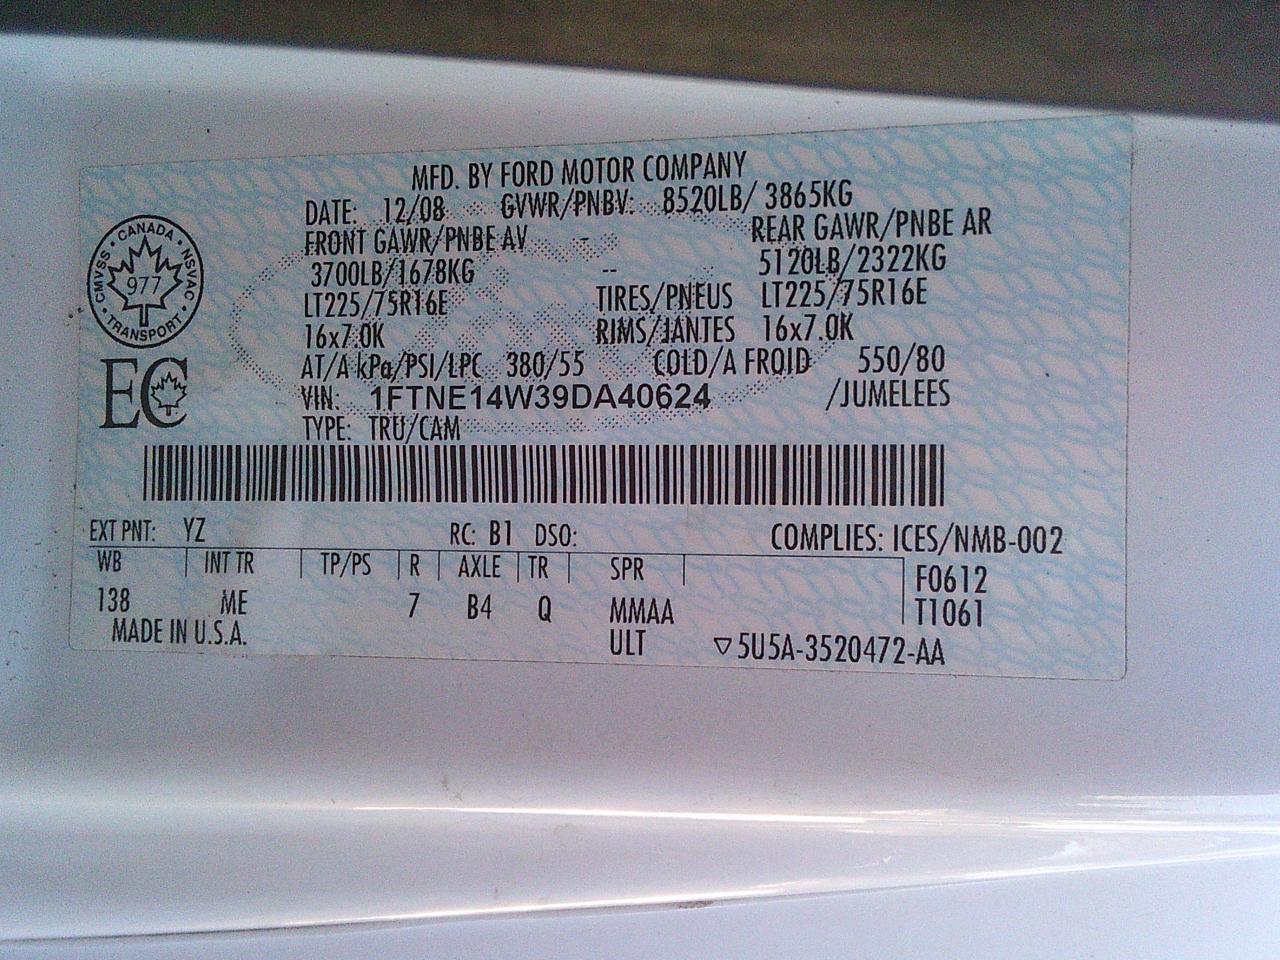 MFD. BY FORD MOTOR COMPANY
DATE: 12/08 GVWR/PNBV: 8520LB/ 3865KG
FRONT GAWR/PNBE AV - REAR GAWR/PNBE AR
3700LB/1678KG -- 5120LB/2322KG
LT225/75R16E TIRES/PNEUS LT225/75R16E
16x7.0K RIMS/JANTES 16x7.0K
AT/A kPa/PSI/LPC 380/55 COLD/A FROID 550/80
VIN: 1FTNE14W39DA40624 /JUMELEES
TYPE: TRU/CAM
CANADA
CMVSS 977 NSVAC
TRANSPORT
EC
EXT PNT: YZ RC: B1 DSO: COMPLIES: ICES/NMB-002
WB INT TR TP/PS R AXLE TR SPR F0612
138 ME 7 B4 Q MMAA T1061
MADE IN U.S.A. ULT ▽5U5A-3520472-AA